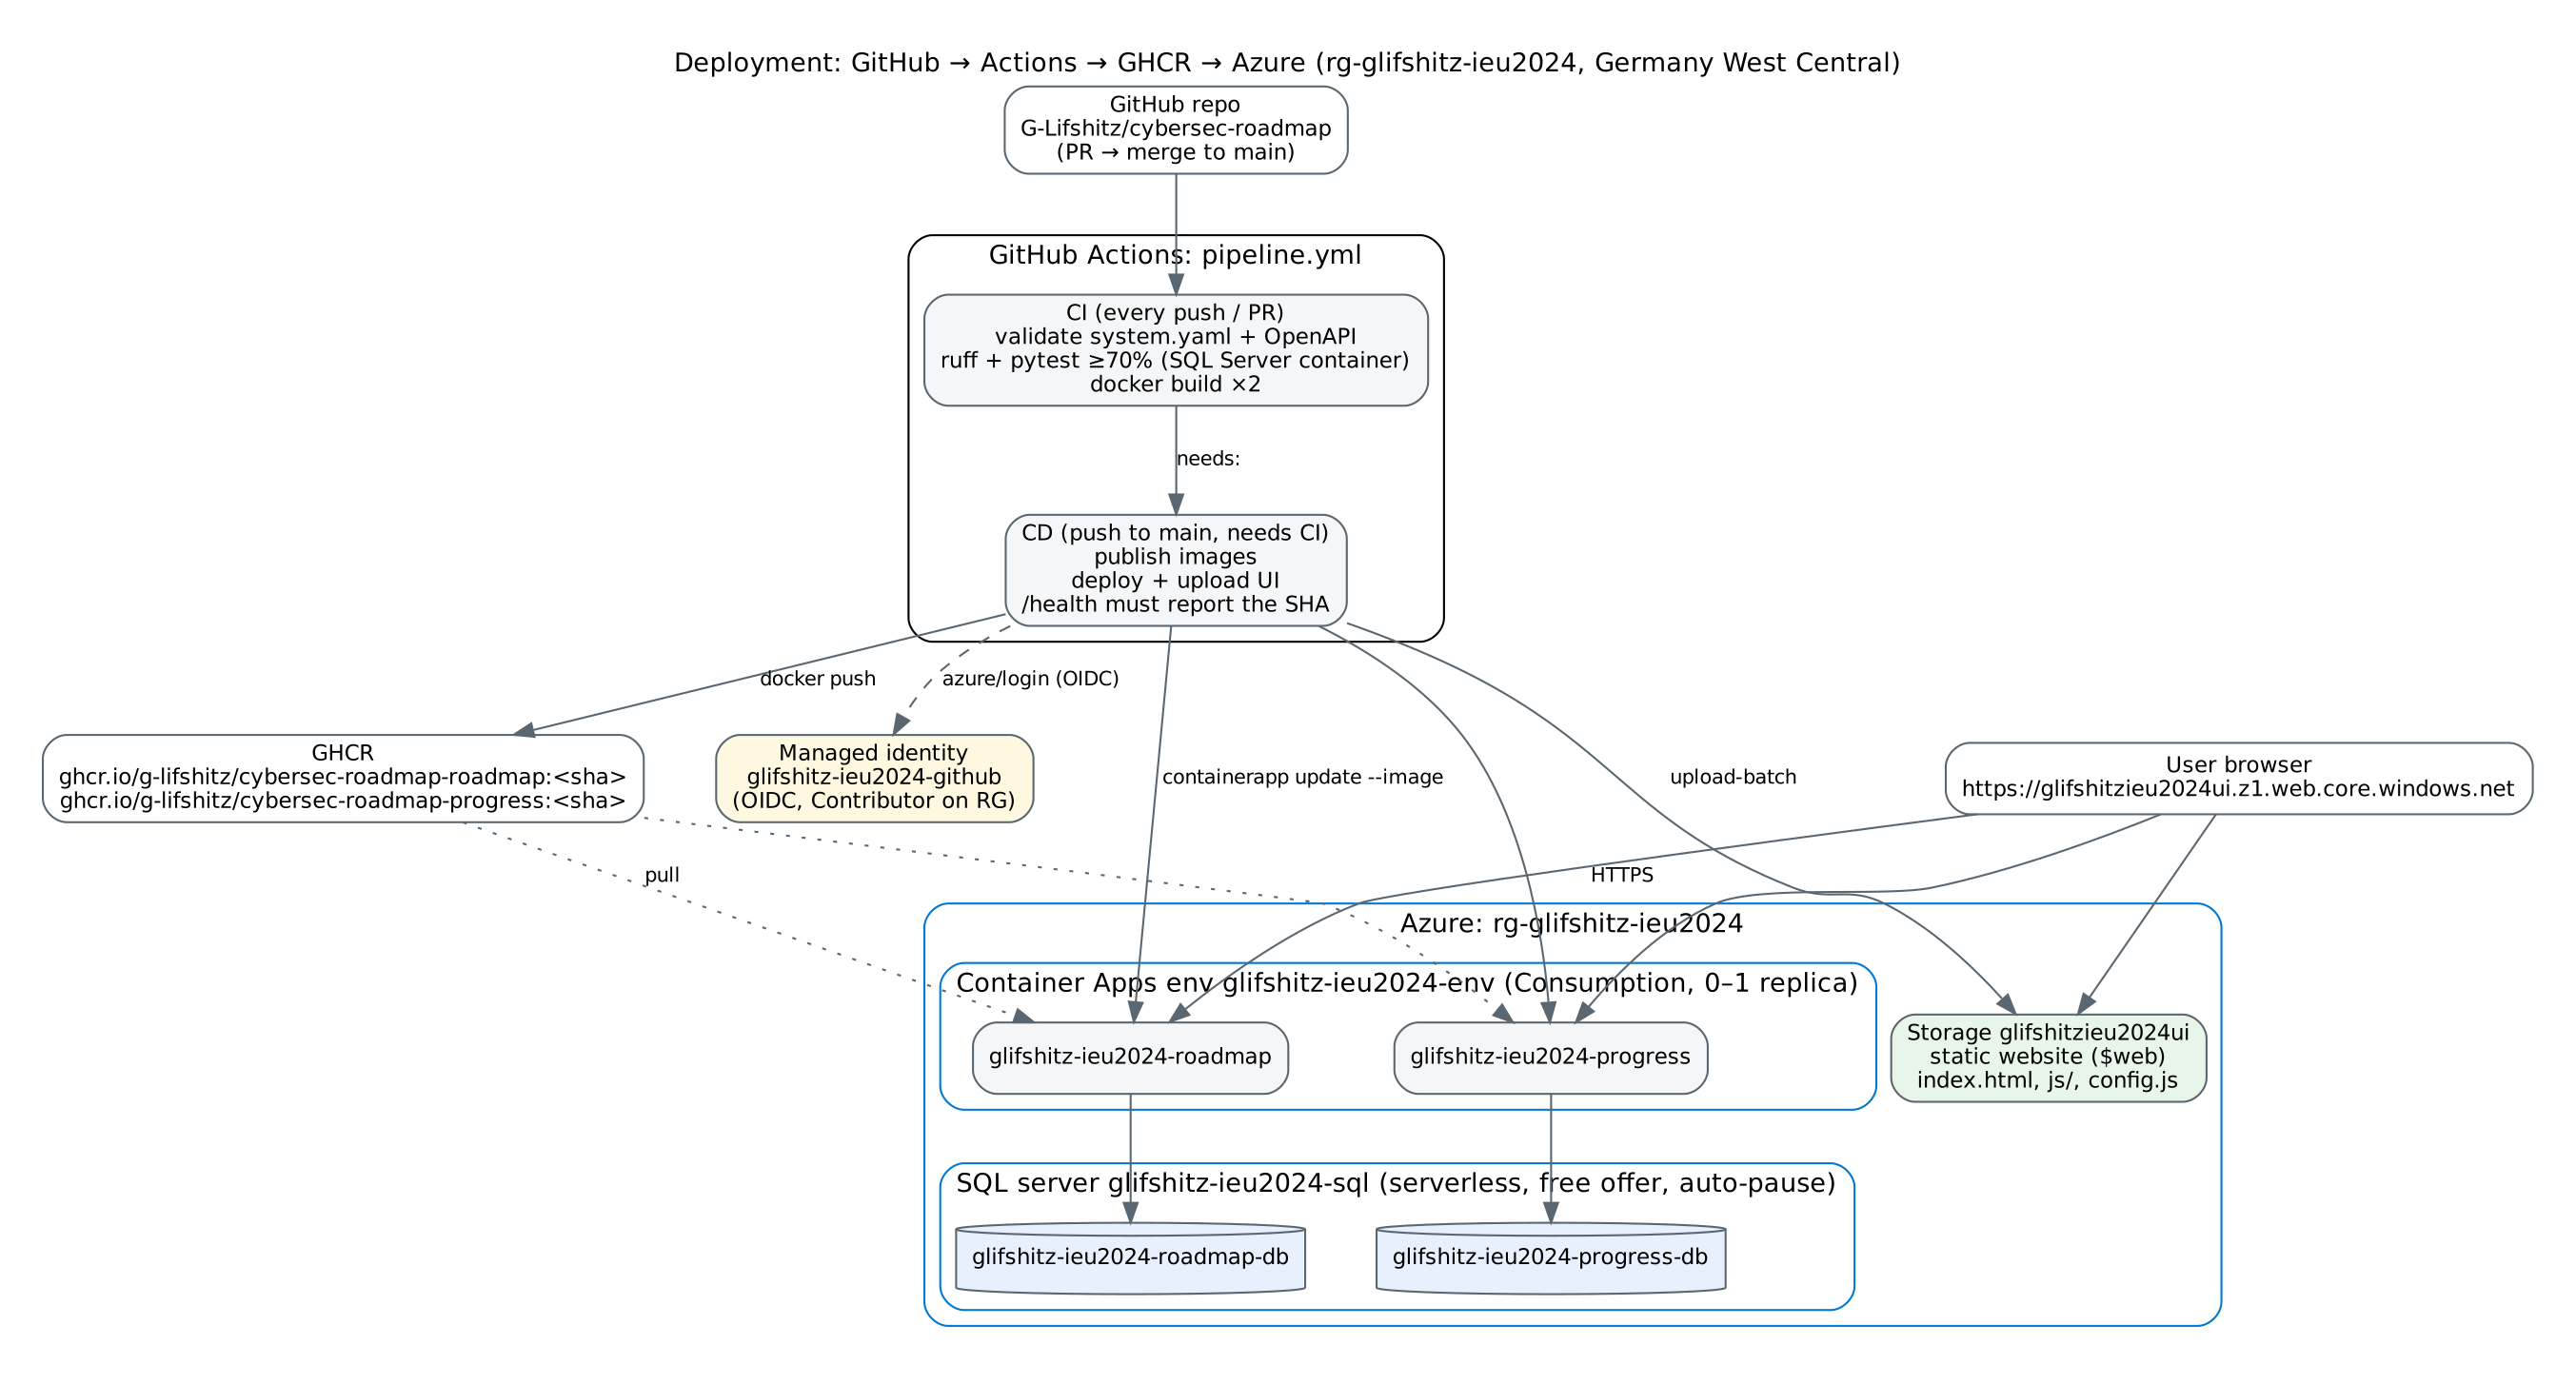 Deployment: GitHub → Actions → GHCR → Azure (rg-glifshitz-ieu2024, Germany West Central)
GitHub repo
G-Lifshitz/cybersec-roadmap
(PR → merge to main)
GitHub Actions: pipeline.yml
CI (every push / PR)
validate system.yaml + OpenAPI
ruff + pytest ≥70% (SQL Server container)
docker build ×2
needs:
CD (push to main, needs CI)
publish images
deploy + upload UI
/health must report the SHA
docker push
azure/login (OIDC)
GHCR
ghcr.io/g-lifshitz/cybersec-roadmap-roadmap:<sha>
ghcr.io/g-lifshitz/cybersec-roadmap-progress:<sha>
Managed identity
glifshitz-ieu2024-github
(OIDC, Contributor on RG)
containerapp update --image
upload-batch
User browser
https://glifshitzieu2024ui.z1.web.core.windows.net
pull
HTTPS
Azure: rg-glifshitz-ieu2024
Container Apps env glifshitz-ieu2024-env (Consumption, 0–1 replica)
glifshitz-ieu2024-roadmap
glifshitz-ieu2024-progress
Storage glifshitzieu2024ui
static website ($web)
index.html, js/, config.js
SQL server glifshitz-ieu2024-sql (serverless, free offer, auto-pause)
glifshitz-ieu2024-roadmap-db
glifshitz-ieu2024-progress-db